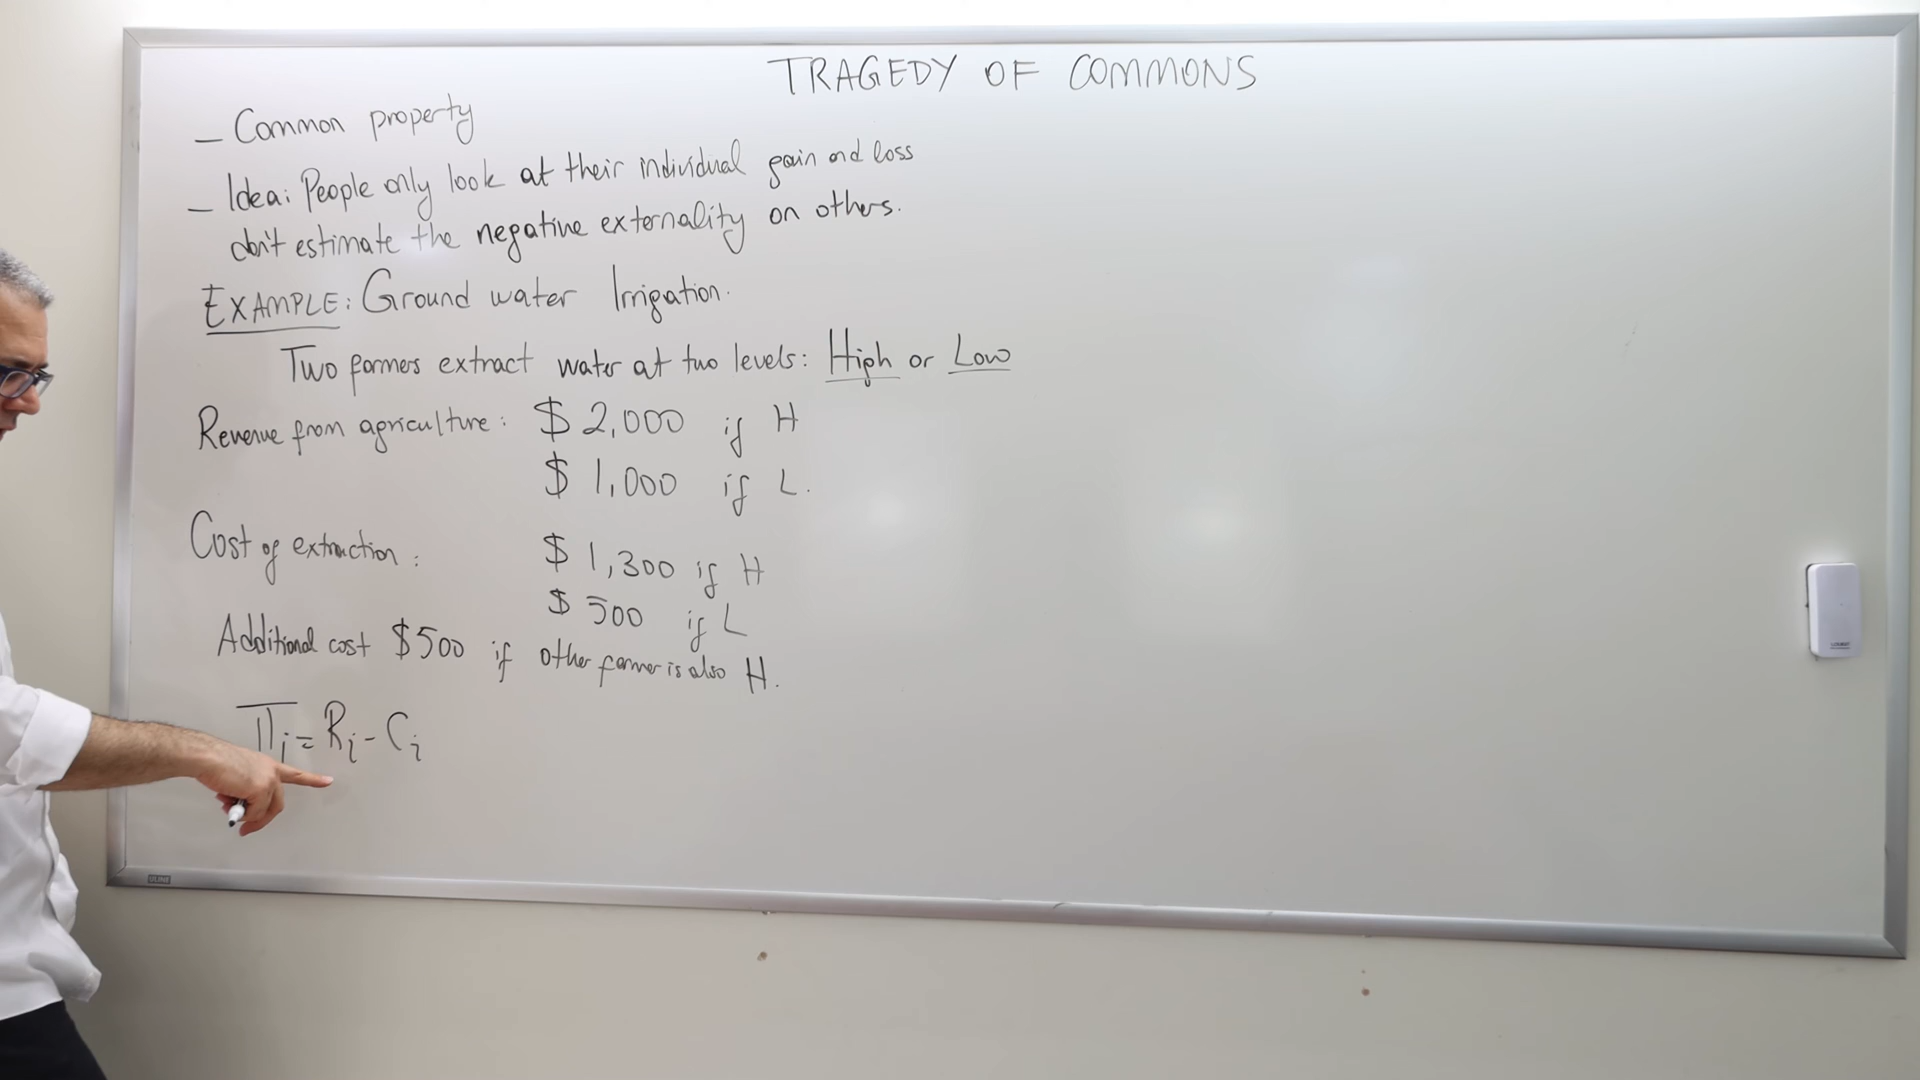 TRAGEDY OF COMMONS
– Common property
– Idea: People only look at their individual gain and loss
don't estimate the negative externality on others.
EXAMPLE: Ground water Irrigation.
Two farmers extract water at two levels: High or Low
Revenue from agriculture: $2,000 if H
$1,000 if L.
Cost of extraction: $1,300 if H
$500 if L
Additional cost $500 if other farmer is also H.
Πi = Ri - Ci
ULINE